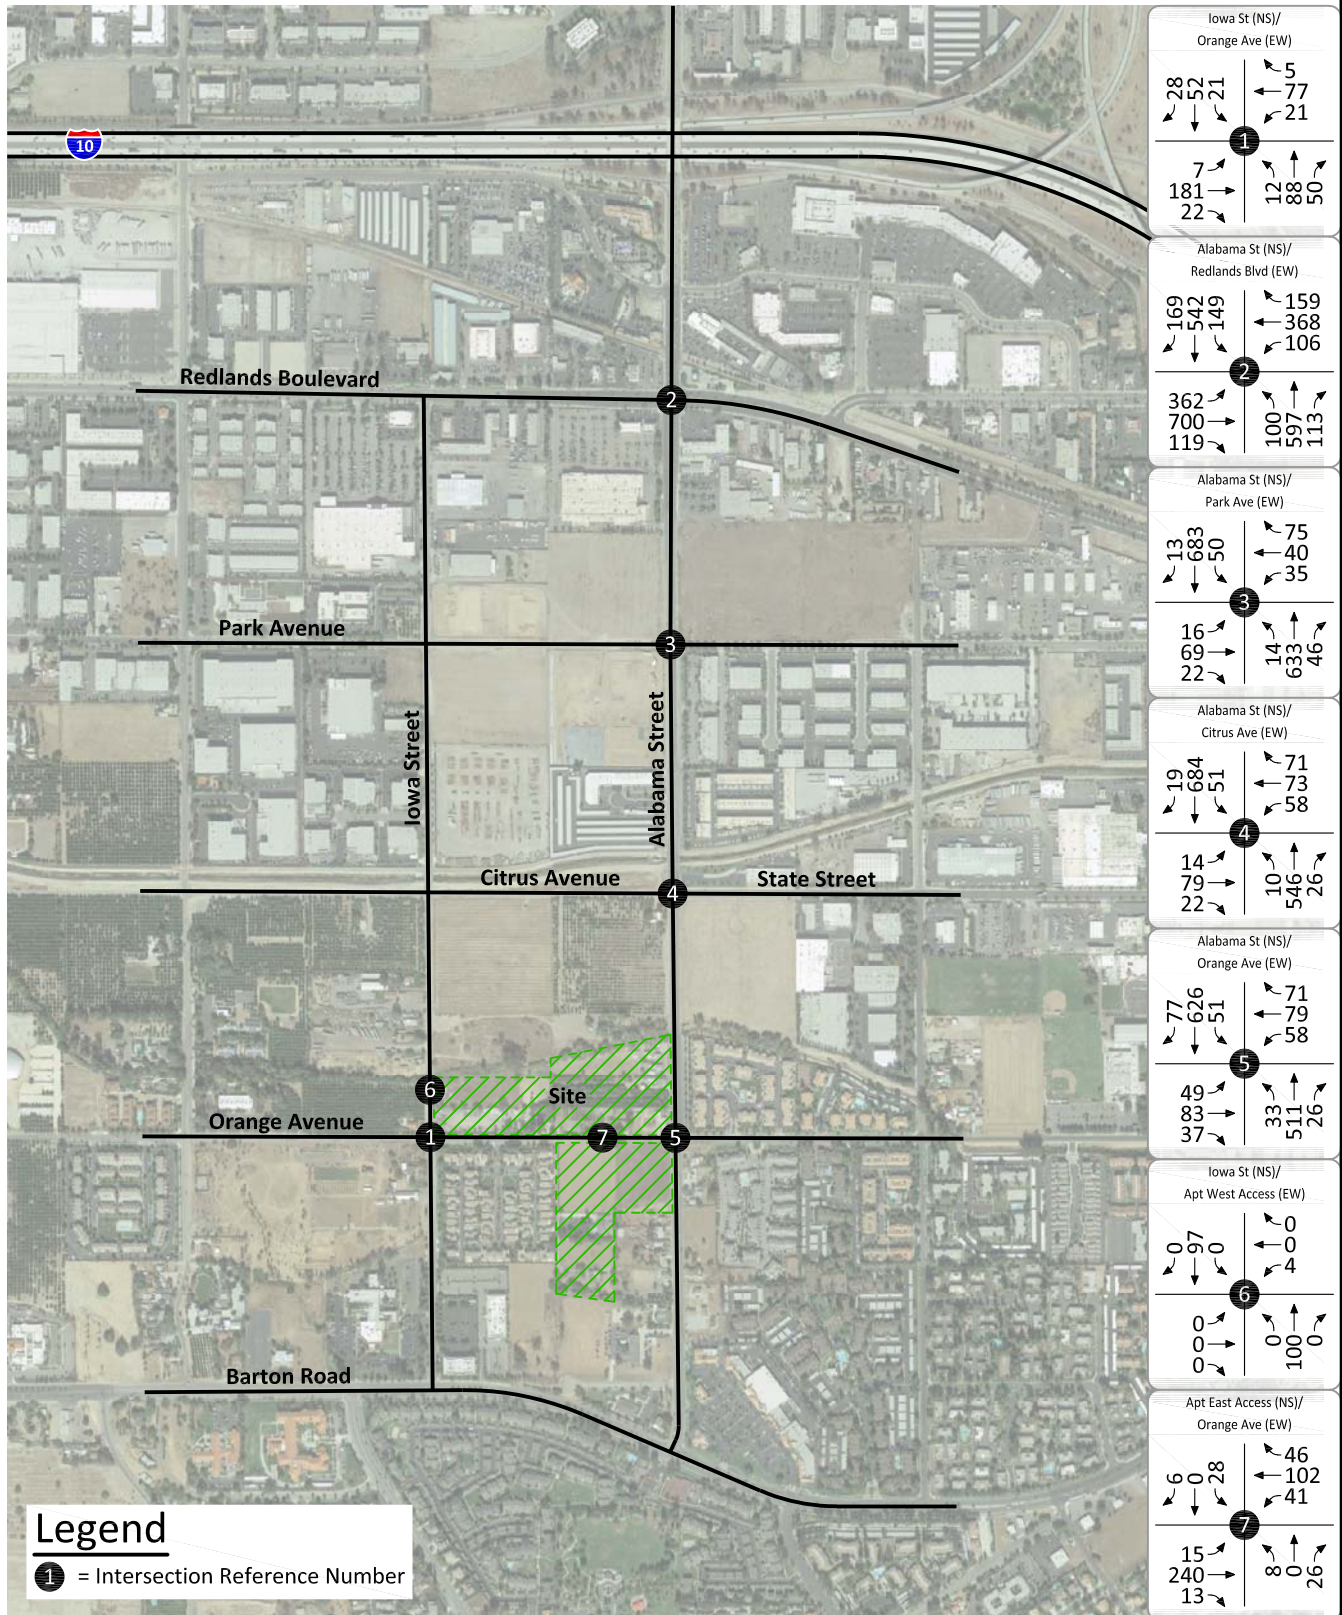 10
Redlands Boulevard
Park Avenue
Iowa Street
Alabama Street
Citrus Avenue
State Street
Site
Orange Avenue
Barton Road
2
3
4
6
1
7
5
Legend
1 = Intersection Reference Number
Iowa St (NS)/
Orange Ave (EW)
28 52 21
5
77
21
1
7
181
22
12 88 50
Alabama St (NS)/
Redlands Blvd (EW)
169 542 149
159
368
106
2
362
700
119
100 597 113
Alabama St (NS)/
Park Ave (EW)
13 683 50
75
40
35
3
16
69
22
14 633 46
Alabama St (NS)/
Citrus Ave (EW)
19 684 51
71
73
58
4
14
79
22
10 546 26
Alabama St (NS)/
Orange Ave (EW)
77 626 51
71
79
58
5
49
83
37
33 511 26
Iowa St (NS)/
Apt West Access (EW)
0 97 0
0
0
4
6
0
0
0
0 100 0
Apt East Access (NS)/
Orange Ave (EW)
6 0 28
46
102
41
7
15
240
13
8 0 26